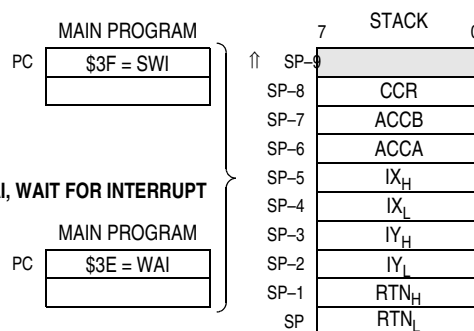 MAIN PROGRAM
PC $3F = SWI
AI, WAIT FOR INTERRUPT
MAIN PROGRAM
PC $3E = WAI
7 STACK 0
⇑ SP–9
SP–8 CCR
SP–7 ACCB
SP–6 ACCA
SP–5 IXH
SP–4 IXL
SP–3 IYH
SP–2 IYL
SP–1 RTNH
SP RTNL